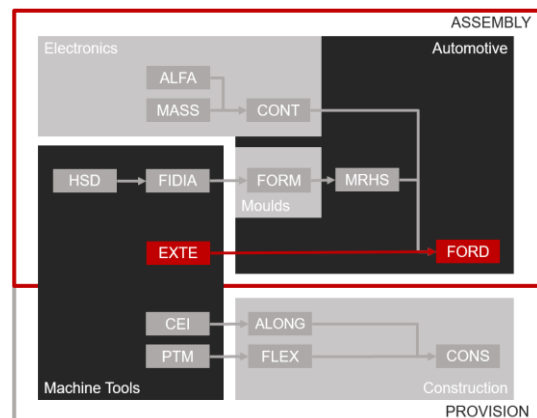 ASSEMBLY
Electronics
Automotive
ALFA
MASS
CONT
HSD
FIDIA
FORM
MRHS
Moulds
EXTE
FORD
CEI
ALONG
PTM
FLEX
CONS
Machine Tools
Construction
PROVISION